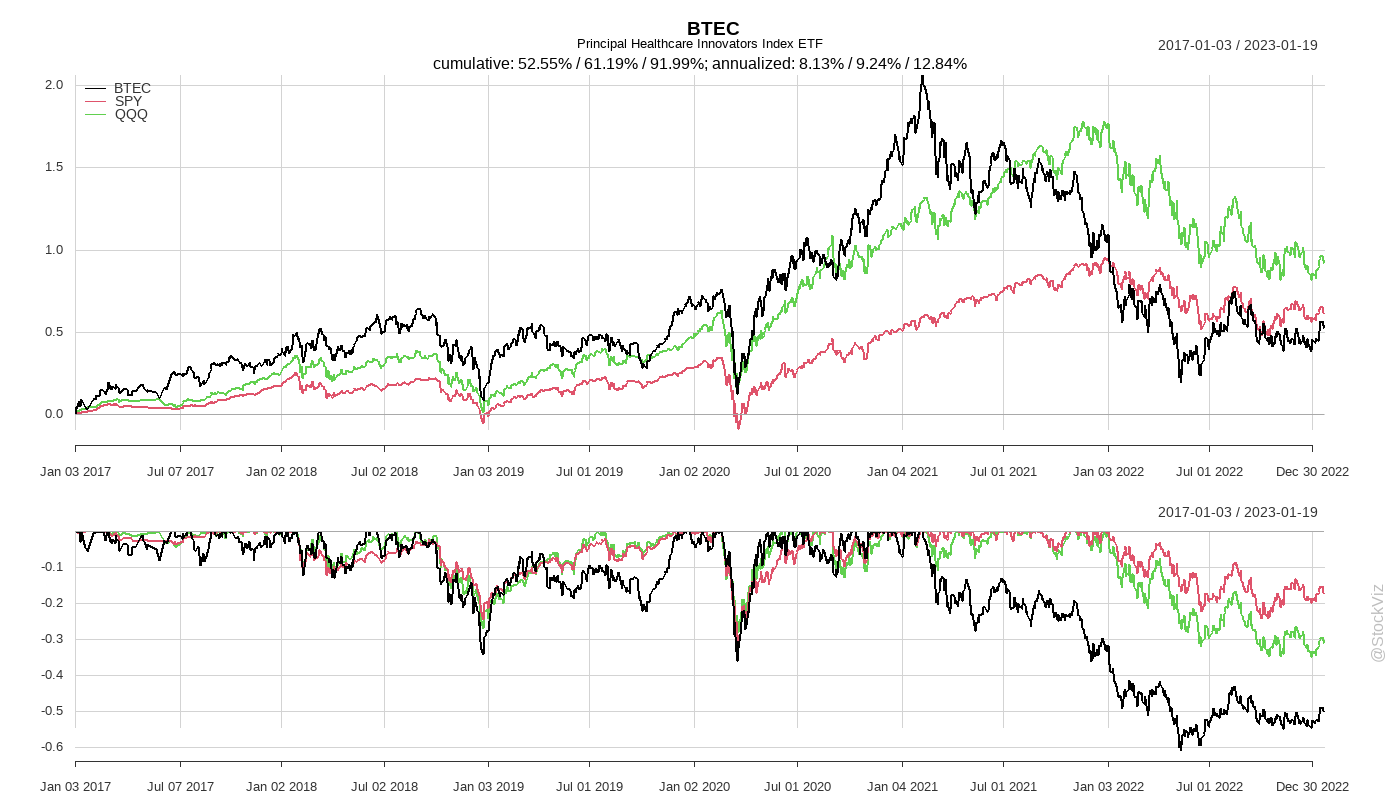 BTEC
Principal Healthcare Innovators Index ETF
2017-01-03 / 2023-01-19
cumulative: 52.55% / 61.19% / 91.99%; annualized: 8.13% / 9.24% / 12.84%
BTEC
SPY
QQQ
2.0
1.5
1.0
0.5
0.0
Jan 03 2017 Jul 07 2017 Jan 02 2018 Jul 02 2018 Jan 03 2019 Jul 01 2019 Jan 02 2020 Jul 01 2020 Jan 04 2021 Jul 01 2021 Jan 03 2022 Jul 01 2022 Dec 30 2022
2017-01-03 / 2023-01-19
-0.1
-0.2
-0.3
-0.4
-0.5
-0.6
Jan 03 2017 Jul 07 2017 Jan 02 2018 Jul 02 2018 Jan 03 2019 Jul 01 2019 Jan 02 2020 Jul 01 2020 Jan 04 2021 Jul 01 2021 Jan 03 2022 Jul 01 2022 Dec 30 2022
@StockViz